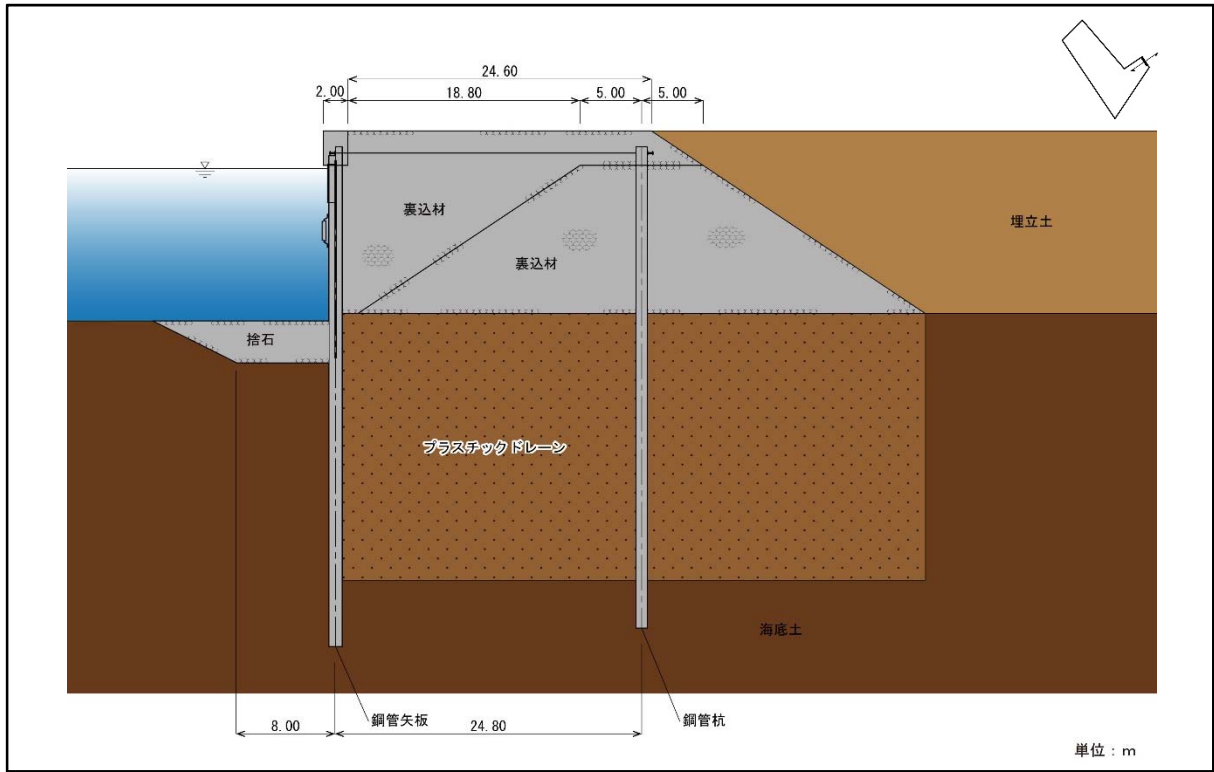 24.60
2.00
18.80
5.00
5.00
裏込材
埋立土
裏込材
捨石
プラスチックドレーン
海底土
鋼管矢板
鋼管杭
8.00
24.80
単位：m